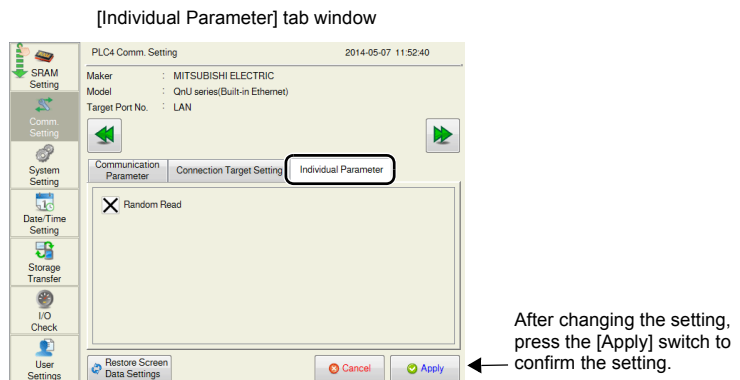 [Individual Parameter] tab window
PLC4 Comm. Setting 2014-05-07 11:52:40
SRAM
Setting
Comm.
Setting
System
Setting
Date/Time
Setting
Storage
Transfer
I/O
Check
User
Settings
Maker : MITSUBISHI ELECTRIC
Model : QnU series(Built-in Ethernet)
Target Port No. : LAN
Communication
Parameter
Connection Target Setting
Individual Parameter
Random Read
Restore Screen
Data Settings
Cancel
Apply
After changing the setting,
press the [Apply] switch to
confirm the setting.